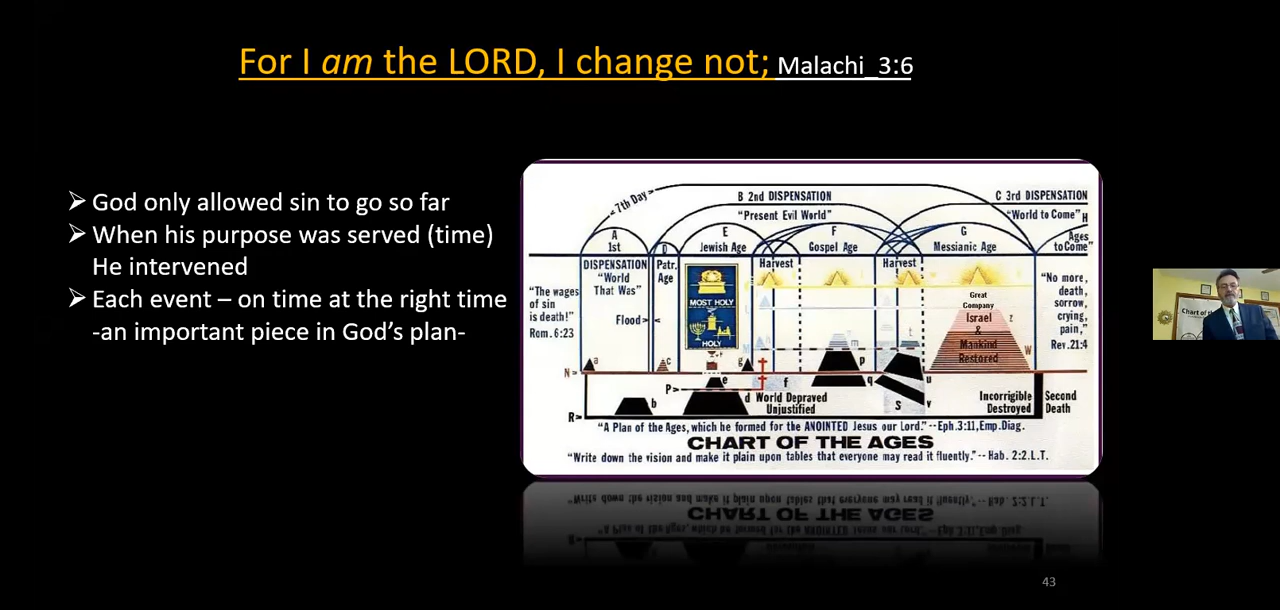 For I am the LORD, I change not; Malachi_3:6
➢ God only allowed sin to go so far
➢ When his purpose was served (time)
He intervened
➢ Each event – on time at the right time
-an important piece in God's plan-
<7th Day>
B 2nd DISPENSATION
C 3rd DISPENSATION
"Present Evil World"
"World to Come" H
A
1st
D
E
Jewish Age
F
Gospel Age
G
Messianic Age
Ages
to Come"
DISPENSATION
"World
That Was"
Patr.
Age
Harvest
Harvest
"The wages
of sin
is death!"
Rom. 6:23
Flood>
<
MOST HOLY
HOLY
Great
Company
Israel
&
Mankind
Restored
z
W
"No more,
death,
sorrow,
crying,
pain,"
Rev.21:4
N>
a
c
g
m
t
p
P>
e
f
q
u
b
d
World Depraved
Unjustified
S
v
Incorrigible
Destroyed
Second
Death
R>
"A Plan of the Ages, which he formed for the ANOINTED Jesus our Lord."--Eph.3:11,Emp.Diag.
CHART OF THE AGES
"Write down the vision and make it plain upon tables that everyone may read it fluently."-- Hab. 2:2.L.T.
43